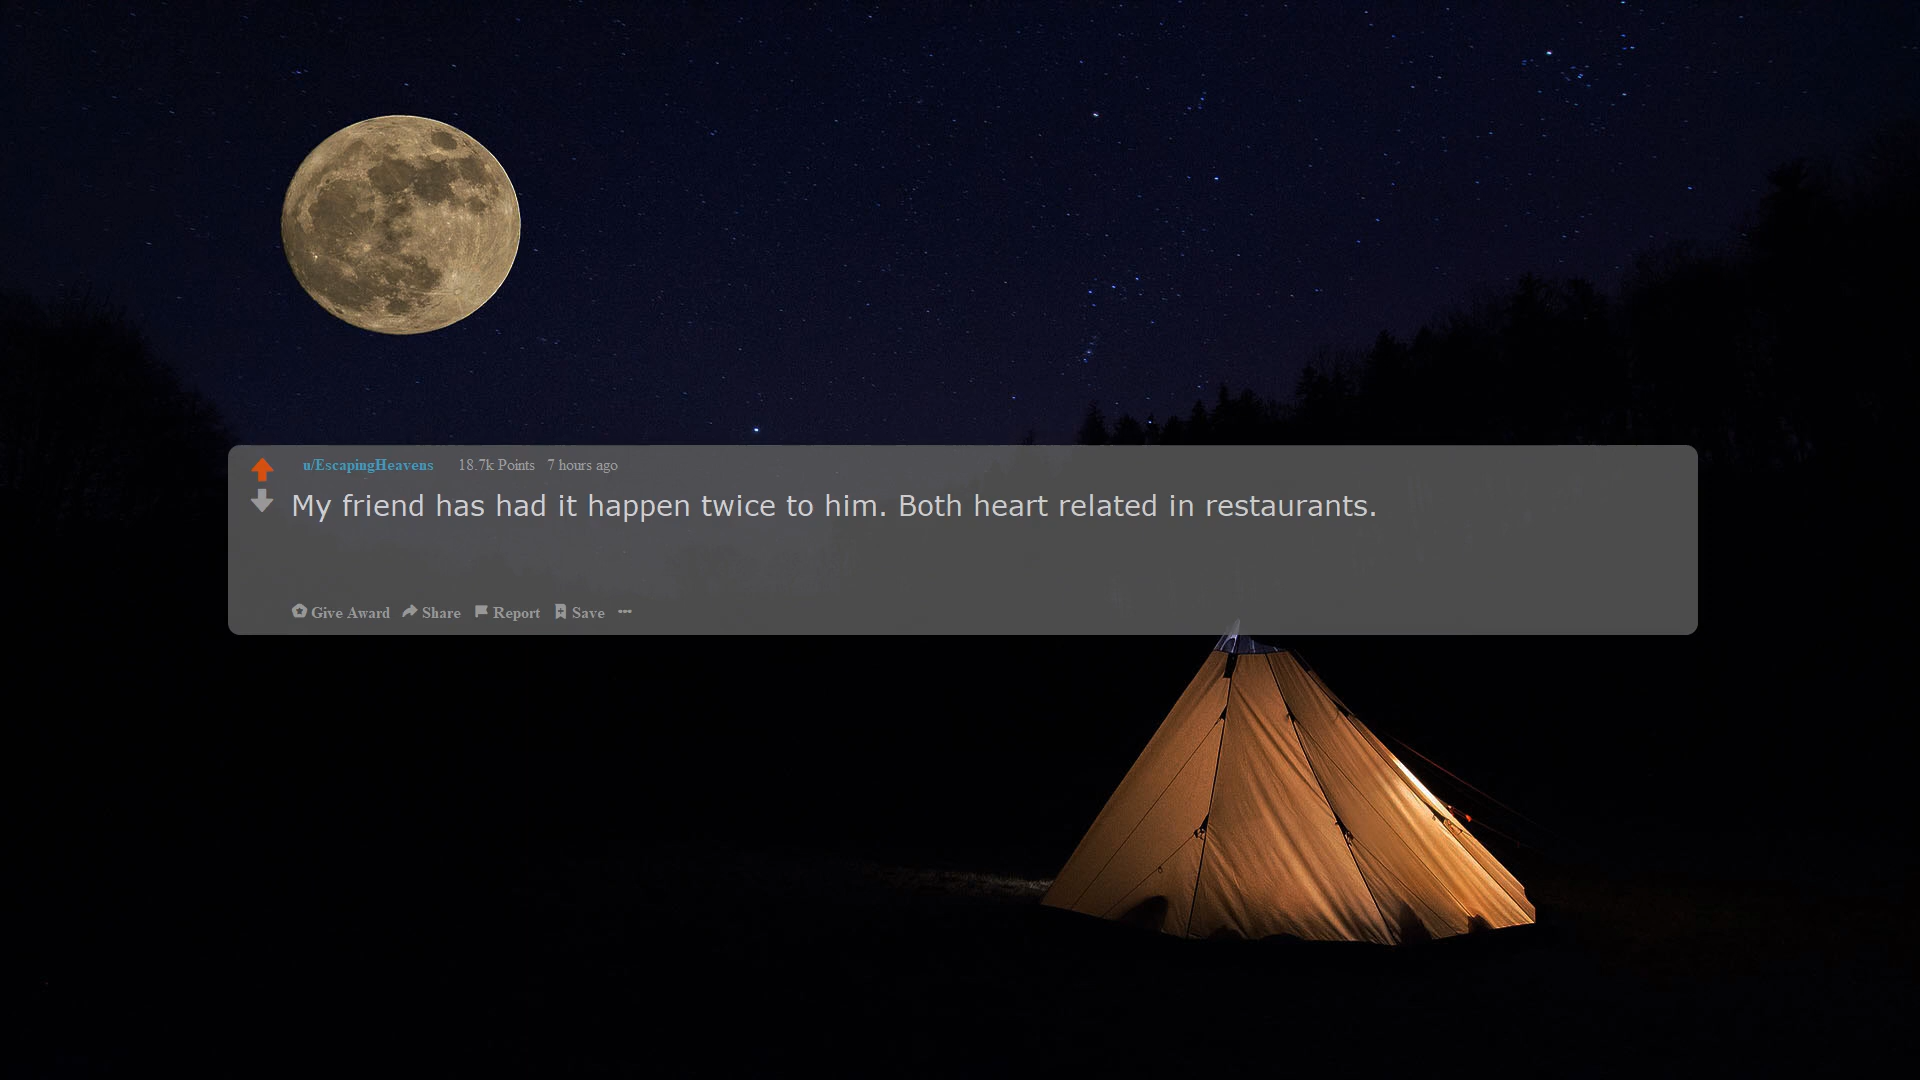 u/EscapingHeavens 18.7k Points 7 hours ago
My friend has had it happen twice to him. Both heart related in restaurants.
Give Award Share Report Save